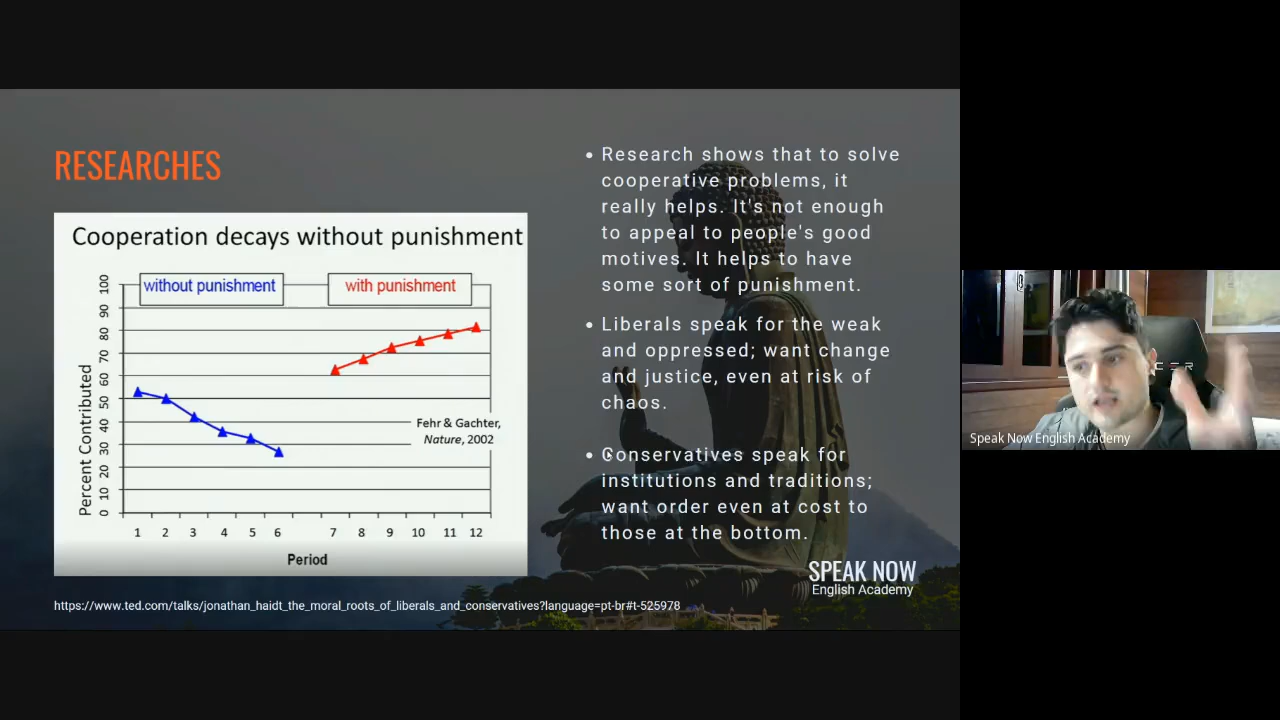 RESEARCHES
Cooperation decays without punishment
without punishment
with punishment
100
90
80
70
60
50
40
30
20
10
0
Percent Contributed
Fehr & Gachter,
Nature, 2002
1 2 3 4 5 6 7 8 9 10 11 12
Period
https://www.ted.com/talks/jonathan_haidt_the_moral_roots_of_liberals_and_conservatives?language=pt-br#t-525978
• Research shows that to solve
cooperative problems, it
really helps. It's not enough
to appeal to people's good
motives. It helps to have
some sort of punishment.
• Liberals speak for the weak
and oppressed; want change
and justice, even at risk of
chaos.
• Conservatives speak for
institutions and traditions;
want order even at cost to
those at the bottom.
SPEAK NOW
English Academy
Speak Now English Academy